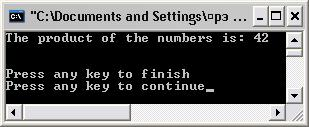 "C:\Documents and Settings\¤рэ ...
The product of the numbers is: 42
Press any key to finish
Press any key to continue_